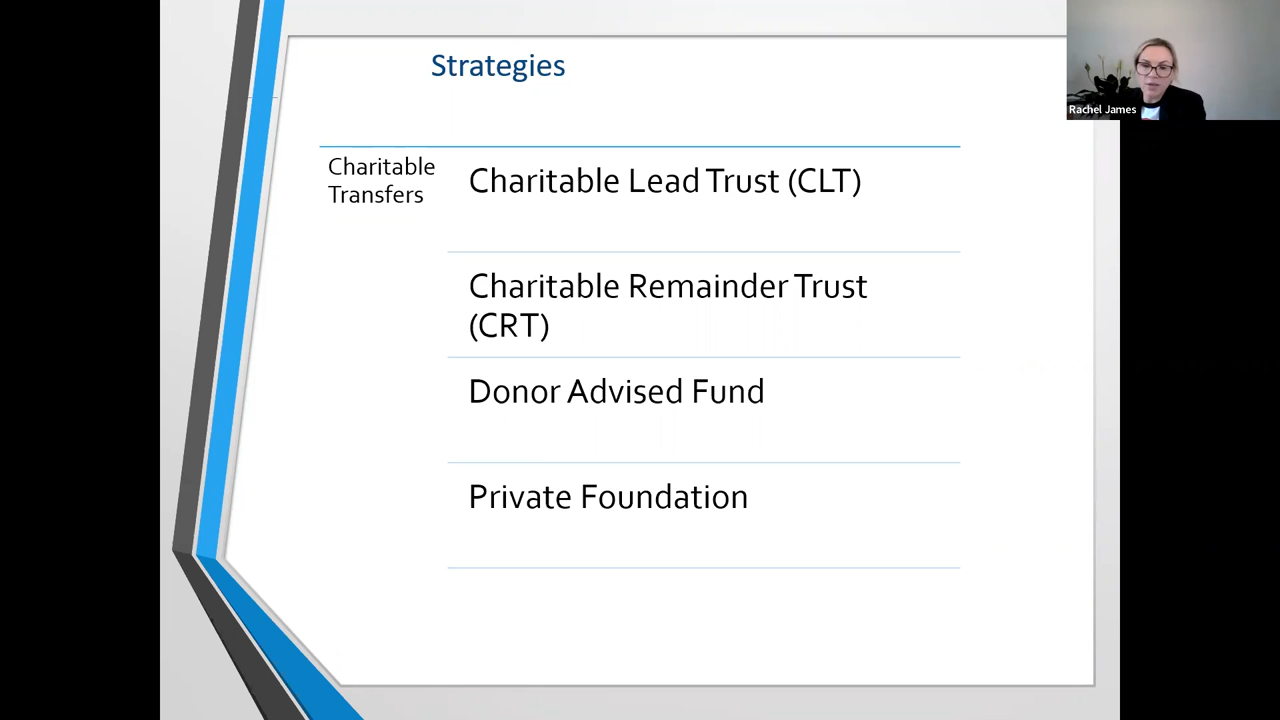 Strategies
Rachel James
Charitable
Transfers
Charitable Lead Trust (CLT)
Charitable Remainder Trust
(CRT)
Donor Advised Fund
Private Foundation